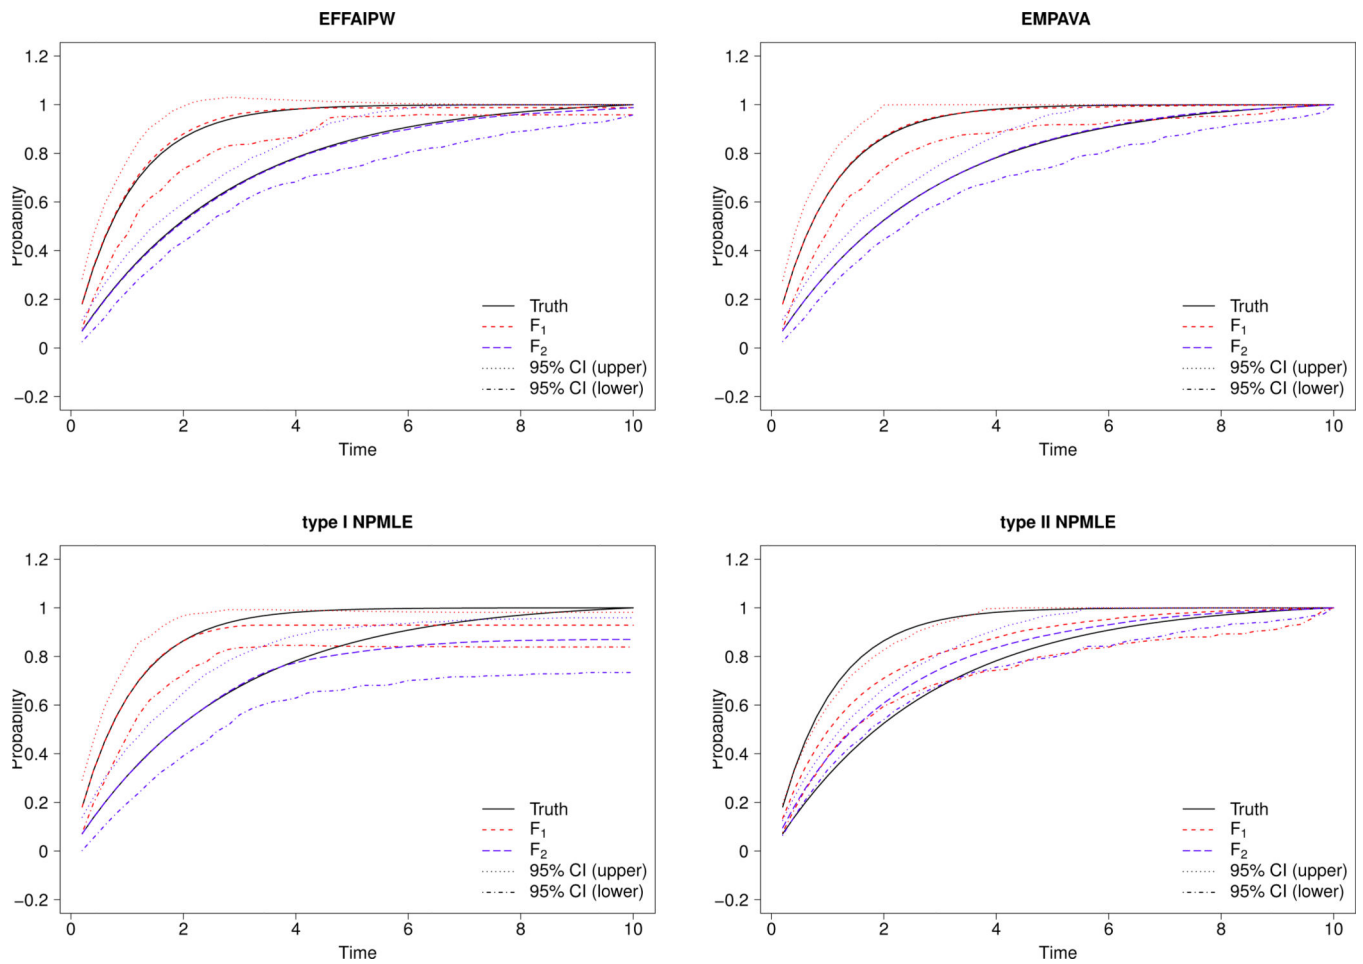 EFFAIPW
1.2
1
0.8
0.6
0.4
0.2
0
−0.2
Probability
0 2 4 6 8 10
Time
Truth
F1
F2
95% CI (upper)
95% CI (lower)
EMPAVA
1.2
1
0.8
0.6
0.4
0.2
0
−0.2
Probability
0 2 4 6 8 10
Time
Truth
F1
F2
95% CI (upper)
95% CI (lower)
type I NPMLE
1.2
1
0.8
0.6
0.4
0.2
0
−0.2
Probability
0 2 4 6 8 10
Time
Truth
F1
F2
95% CI (upper)
95% CI (lower)
type II NPMLE
1.2
1
0.8
0.6
0.4
0.2
0
−0.2
Probability
0 2 4 6 8 10
Time
Truth
F1
F2
95% CI (upper)
95% CI (lower)